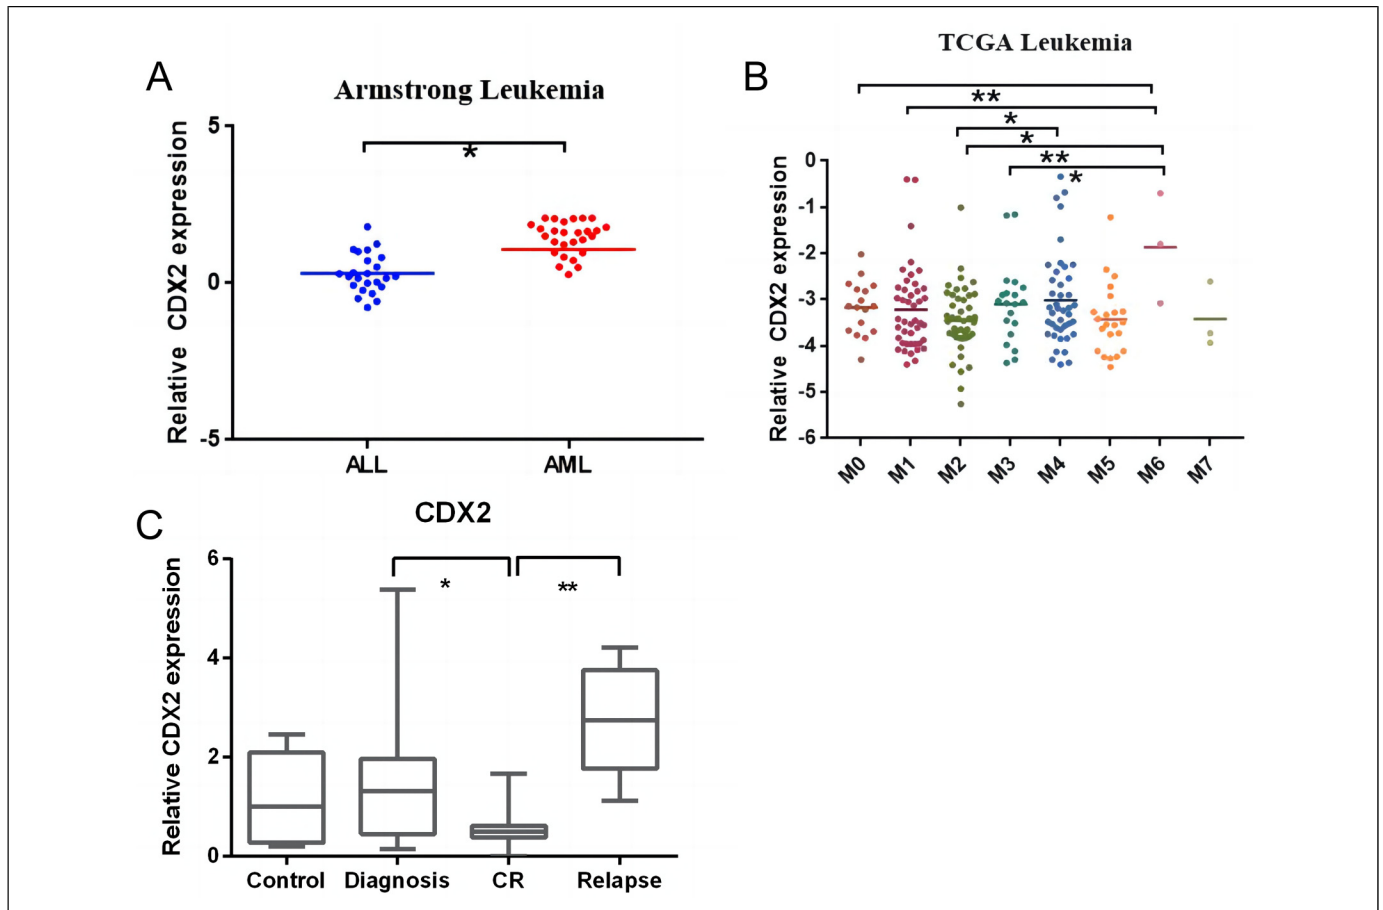 A
Armstrong Leukemia
Relative CDX2 expression
5
0
-5
*
ALL
AML
B
TCGA Leukemia
Relative CDX2 expression
0
-1
-2
-3
-4
-5
-6
**
*
*
**
*
M0
M1
M2
M3
M4
M5
M6
M7
C
CDX2
Relative CDX2 expression
6
4
2
0
*
**
Control
Diagnosis
CR
Relapse